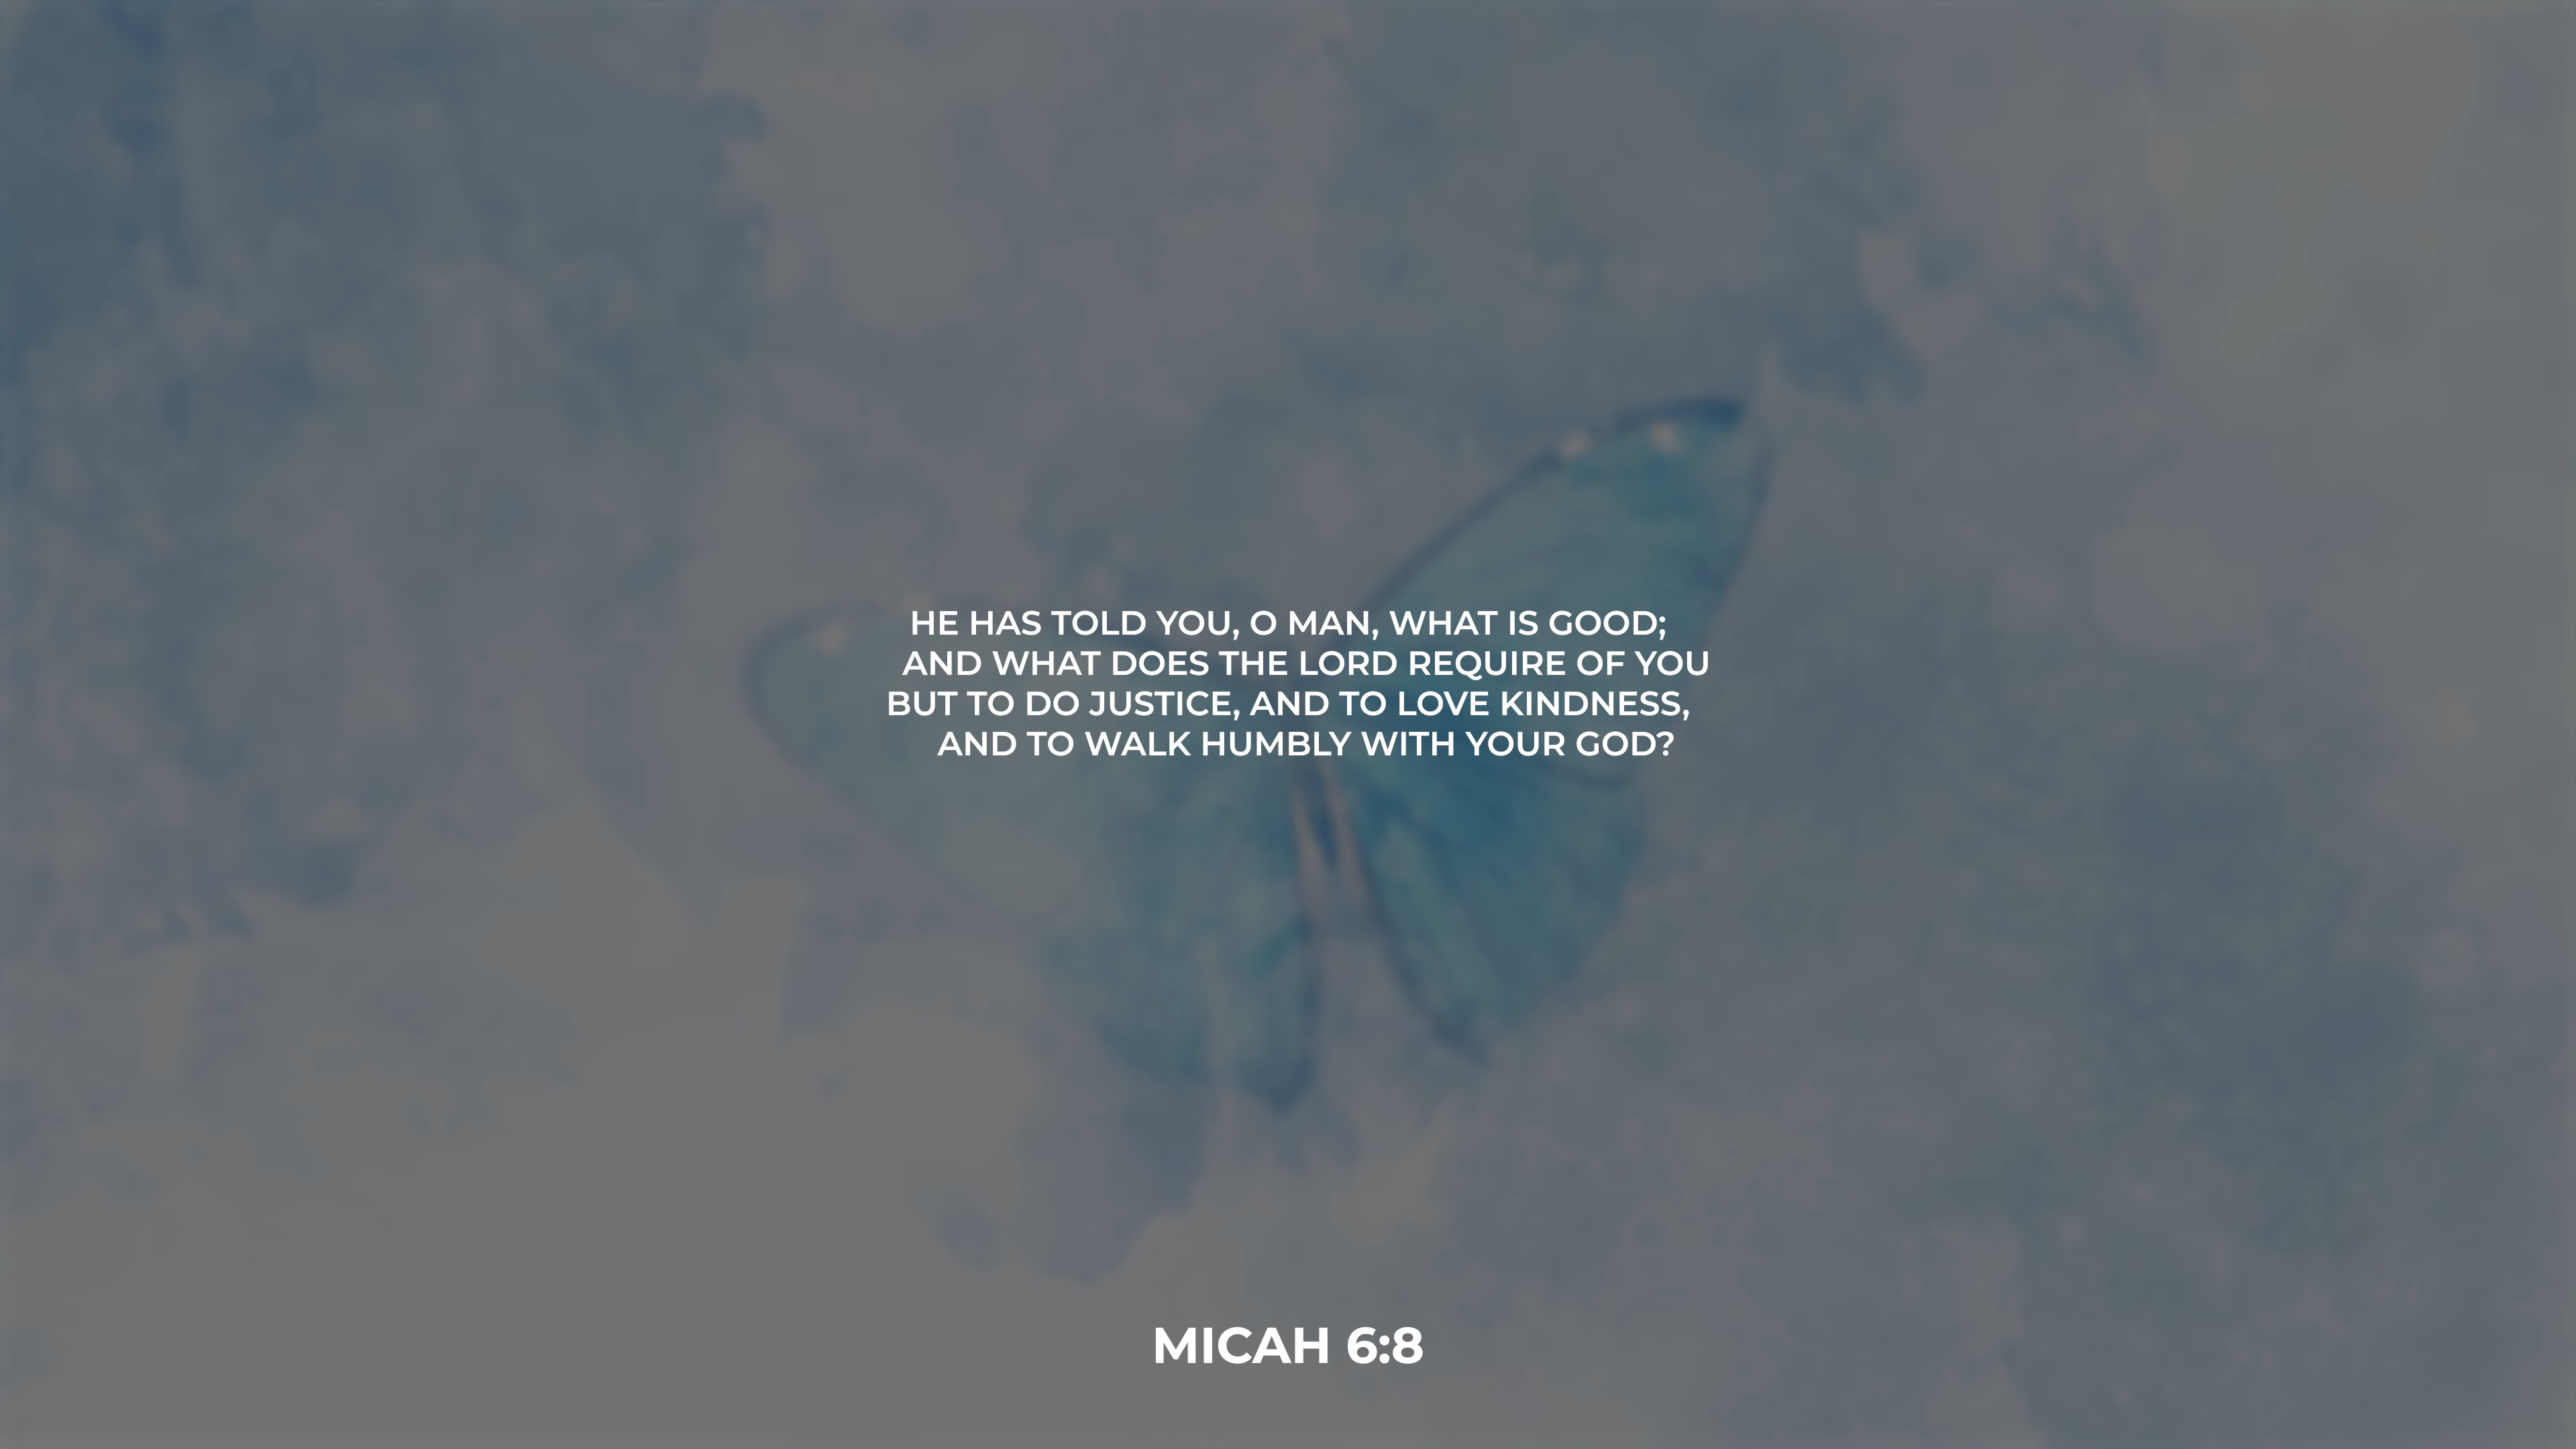 HE HAS TOLD YOU, O MAN, WHAT IS GOOD;
AND WHAT DOES THE LORD REQUIRE OF YOU
BUT TO DO JUSTICE, AND TO LOVE KINDNESS,
AND TO WALK HUMBLY WITH YOUR GOD?
MICAH 6:8